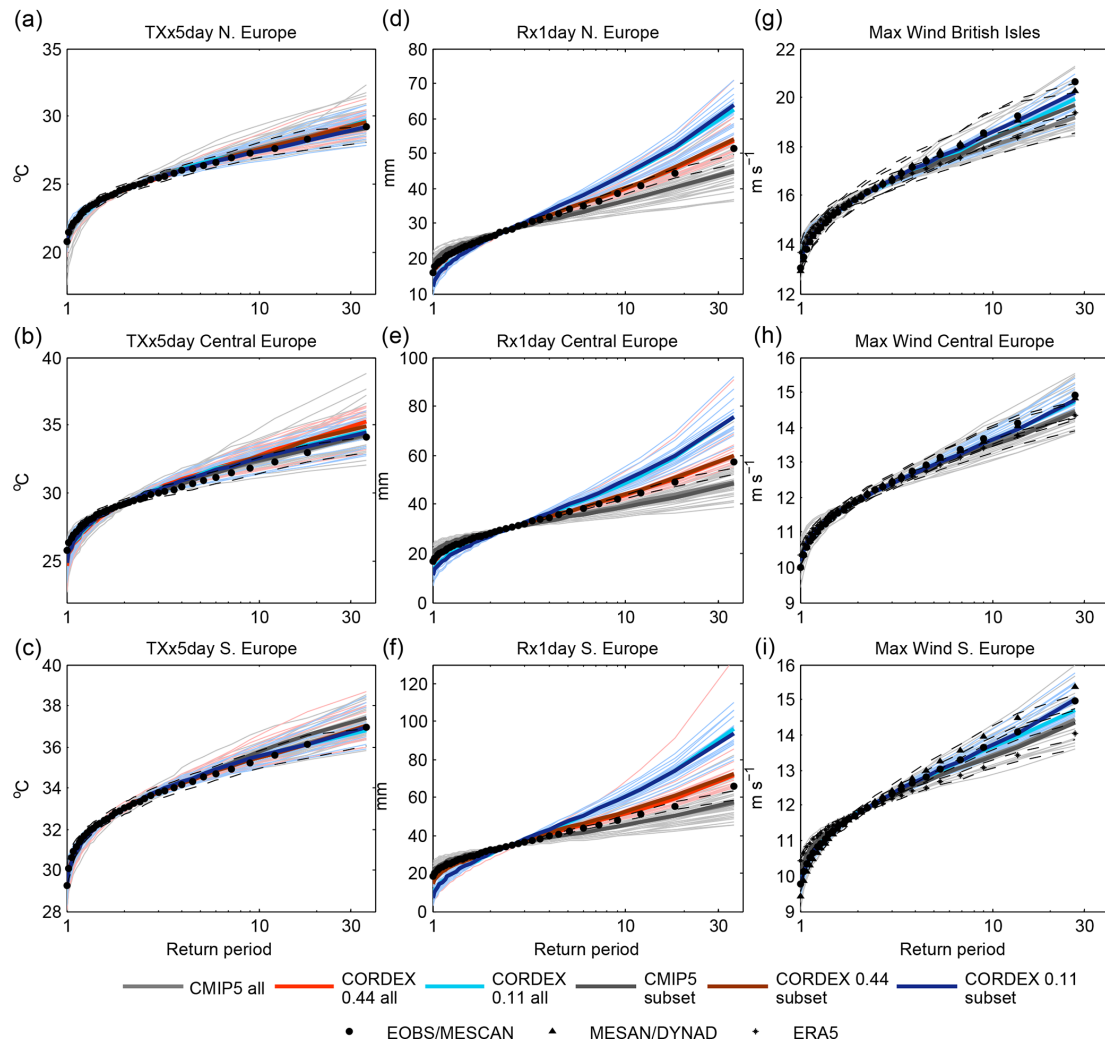 (a) TXx5day N. Europe
35
30
25
20
°C
1 10 30
(d) Rx1day N. Europe
80
70
60
50
40
30
20
10
mm
1 10 30
(g) Max Wind British Isles
22
20
18
16
14
12
m s⁻¹
1 10 30
(b) TXx5day Central Europe
40
35
30
25
°C
1 10 30
(e) Rx1day Central Europe
100
80
60
40
20
0
mm
1 10 30
(h) Max Wind Central Europe
16
15
14
13
12
11
10
9
m s⁻¹
1 10 30
(c) TXx5day S. Europe
40
38
36
34
32
30
28
°C
1 10 30
Return period
(f) Rx1day S. Europe
120
100
80
60
40
20
0
mm
1 10 30
Return period
(i) Max Wind S. Europe
16
15
14
13
12
11
10
9
m s⁻¹
1 10 30
Return period
CMIP5 all
CORDEX
0.44 all
CORDEX
0.11 all
CMIP5
subset
CORDEX 0.44
subset
CORDEX 0.11
subset
EOBS/MESCAN
MESAN/DYNAD
ERA5